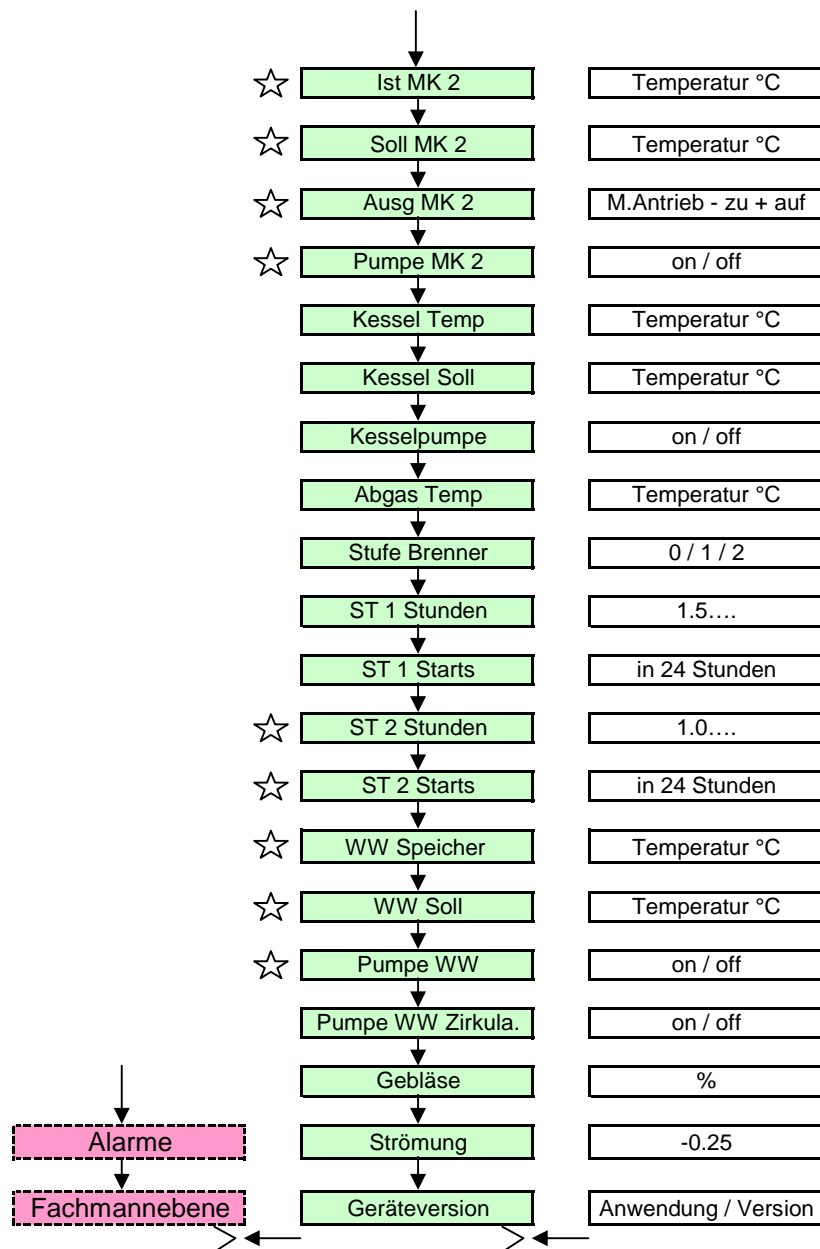 Ist MK 2 Temperatur °C
Soll MK 2 Temperatur °C
Ausg MK 2 M.Antrieb - zu + auf
Pumpe MK 2 on / off
Kessel Temp Temperatur °C
Kessel Soll Temperatur °C
Kesselpumpe on / off
Abgas Temp Temperatur °C
Stufe Brenner 0 / 1 / 2
ST 1 Stunden 1.5….
ST 1 Starts in 24 Stunden
ST 2 Stunden 1.0….
ST 2 Starts in 24 Stunden
WW Speicher Temperatur °C
WW Soll Temperatur °C
Pumpe WW on / off
Pumpe WW Zirkula. on / off
Gebläse %
Alarme Strömung -0.25
Fachmannebene Geräteversion Anwendung / Version